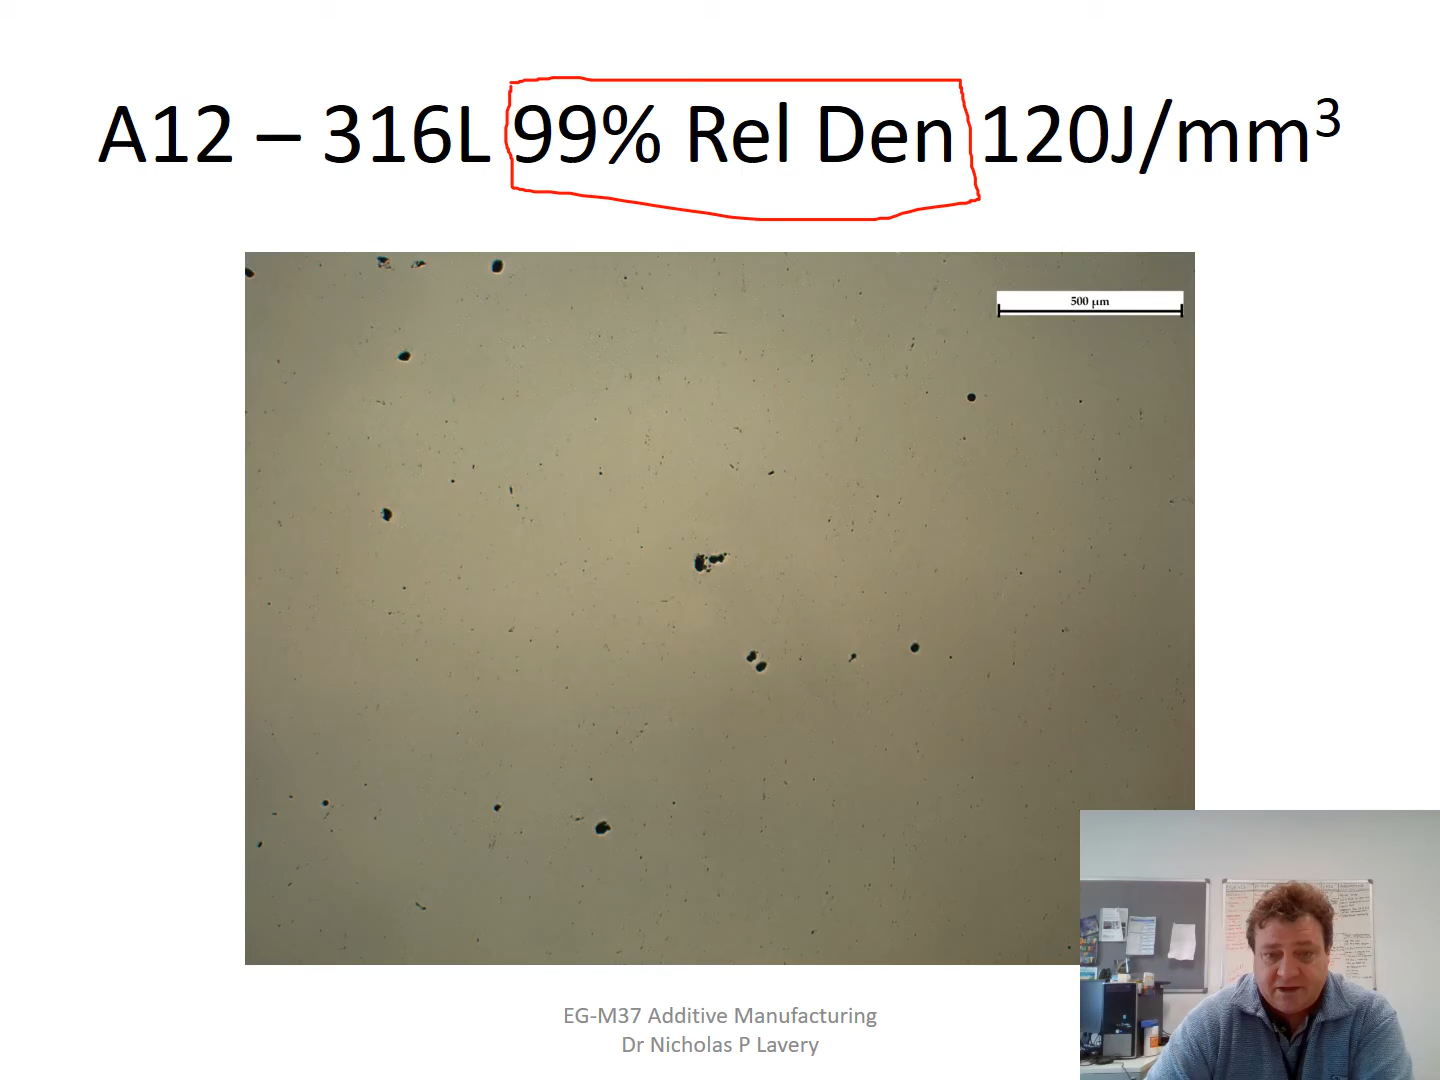 A12 – 316L 99% Rel Den 120J/mm³
500 µm
EG-M37 Additive Manufacturing
Dr Nicholas P Lavery